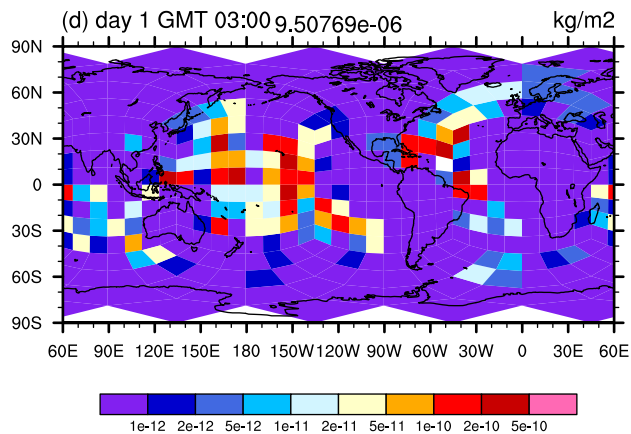 (d) day 1 GMT 03:00 9.50769e-06 kg/m2
90N
60N
30N
0
30S
60S
90S
60E 90E 120E 150E 180 150W 120W 90W 60W 30W 0 30E 60E
1e-12 2e-12 5e-12 1e-11 2e-11 5e-11 1e-10 2e-10 5e-10